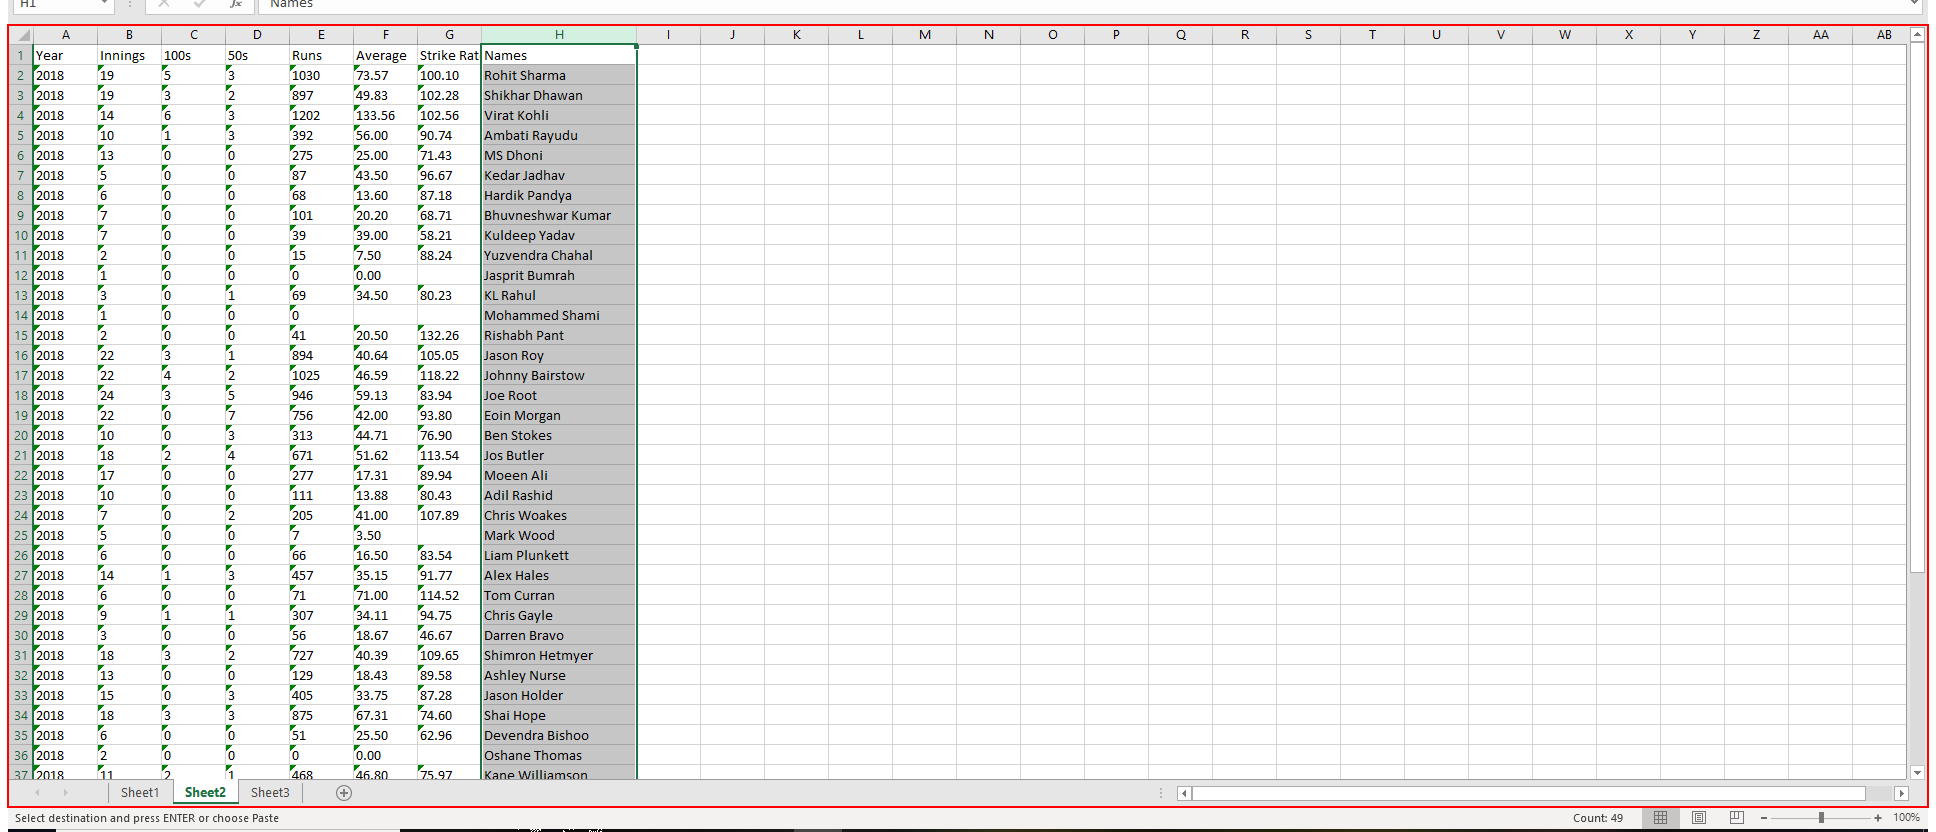 H1 fx Names
A B C D E F G H I J K L M N O P Q R S T U V W X Y Z AA AB
1 Year Innings 100s 50s Runs Average Strike Rat Names
2 2018 19 5 3 1030 73.57 100.10 Rohit Sharma
3 2018 19 3 2 897 49.83 102.28 Shikhar Dhawan
4 2018 14 6 3 1202 133.56 102.56 Virat Kohli
5 2018 10 1 3 392 56.00 90.74 Ambati Rayudu
6 2018 13 0 0 275 25.00 71.43 MS Dhoni
7 2018 5 0 0 87 43.50 96.67 Kedar Jadhav
8 2018 6 0 0 68 13.60 87.18 Hardik Pandya
9 2018 7 0 0 101 20.20 68.71 Bhuvneshwar Kumar
10 2018 7 0 0 39 39.00 58.21 Kuldeep Yadav
11 2018 2 0 0 15 7.50 88.24 Yuzvendra Chahal
12 2018 1 0 0 0 0.00 Jasprit Bumrah
13 2018 3 0 1 69 34.50 80.23 KL Rahul
14 2018 1 0 0 0 Mohammed Shami
15 2018 2 0 0 41 20.50 132.26 Rishabh Pant
16 2018 22 3 1 894 40.64 105.05 Jason Roy
17 2018 22 4 2 1025 46.59 118.22 Johnny Bairstow
18 2018 24 3 5 946 59.13 83.94 Joe Root
19 2018 22 0 7 756 42.00 93.80 Eoin Morgan
20 2018 10 0 3 313 44.71 76.90 Ben Stokes
21 2018 18 2 4 671 51.62 113.54 Jos Butler
22 2018 17 0 0 277 17.31 89.94 Moeen Ali
23 2018 10 0 0 111 13.88 80.43 Adil Rashid
24 2018 7 0 2 205 41.00 107.89 Chris Woakes
25 2018 5 0 0 7 3.50 Mark Wood
26 2018 6 0 0 66 16.50 83.54 Liam Plunkett
27 2018 14 1 3 457 35.15 91.77 Alex Hales
28 2018 6 0 0 71 71.00 114.52 Tom Curran
29 2018 9 1 1 307 34.11 94.75 Chris Gayle
30 2018 3 0 0 56 18.67 46.67 Darren Bravo
31 2018 18 3 2 727 40.39 109.65 Shimron Hetmyer
32 2018 13 0 0 129 18.43 89.58 Ashley Nurse
33 2018 15 0 3 405 33.75 87.28 Jason Holder
34 2018 18 3 3 875 67.31 74.60 Shai Hope
35 2018 6 0 0 51 25.50 62.96 Devendra Bishoo
36 2018 2 0 0 0 0.00 Oshane Thomas
37 2018 11 2 1 468 46.80 75.97 Kane Williamson
Sheet1 Sheet2 Sheet3
Select destination and press ENTER or choose Paste Count: 49 100%